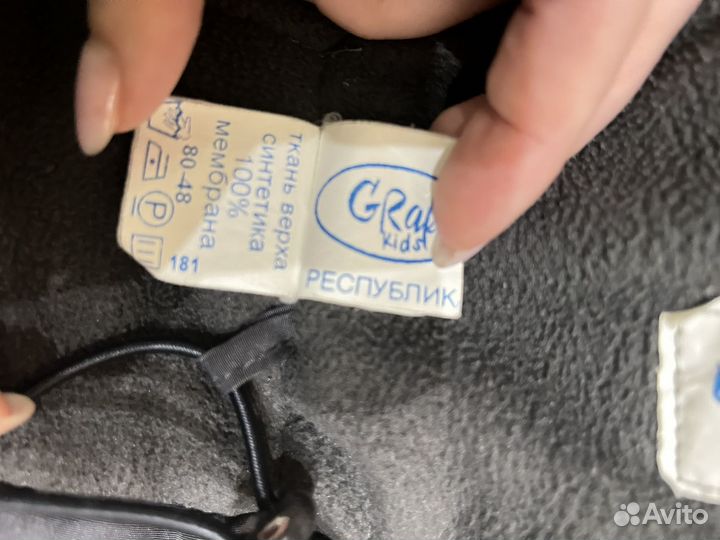 GRaf
Kids
РЕСПУБЛИК
ткань верха
синтетика
100%
мембрана
80-48
P
181
Avito